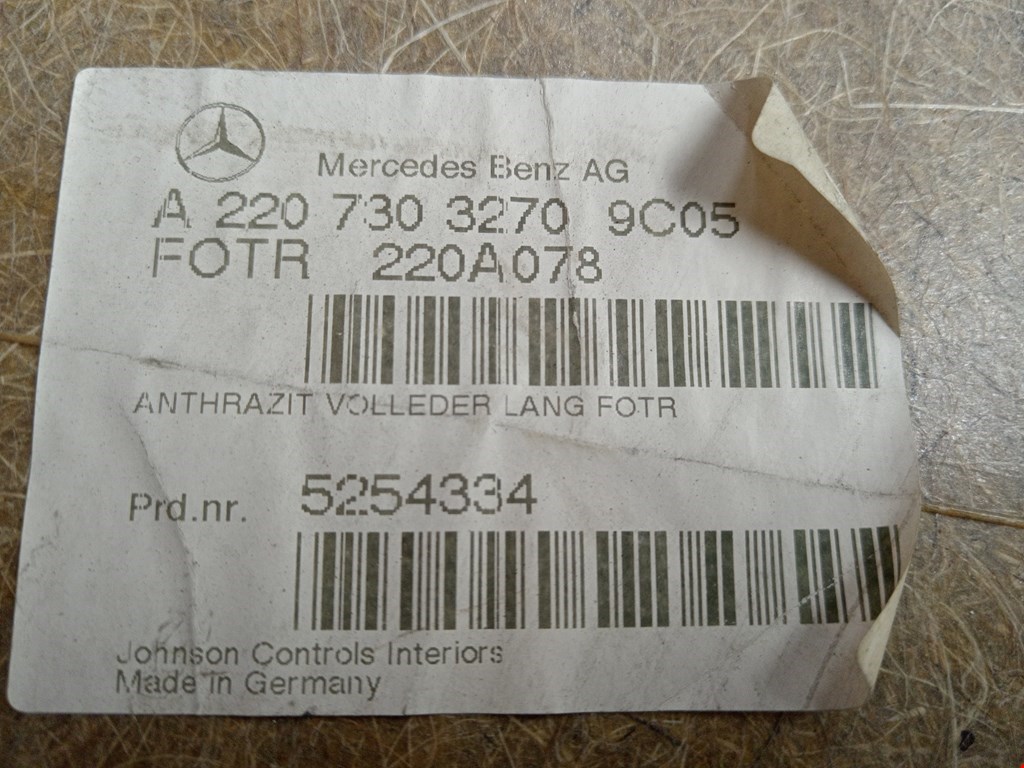 Mercedes Benz AG
A 220 730 3270 9C05
FOTR 220A078
ANTHRAZIT VOLLEDER LANG FOTR
Prd.nr. 5254334
Johnson Controls Interiors
Made in Germany